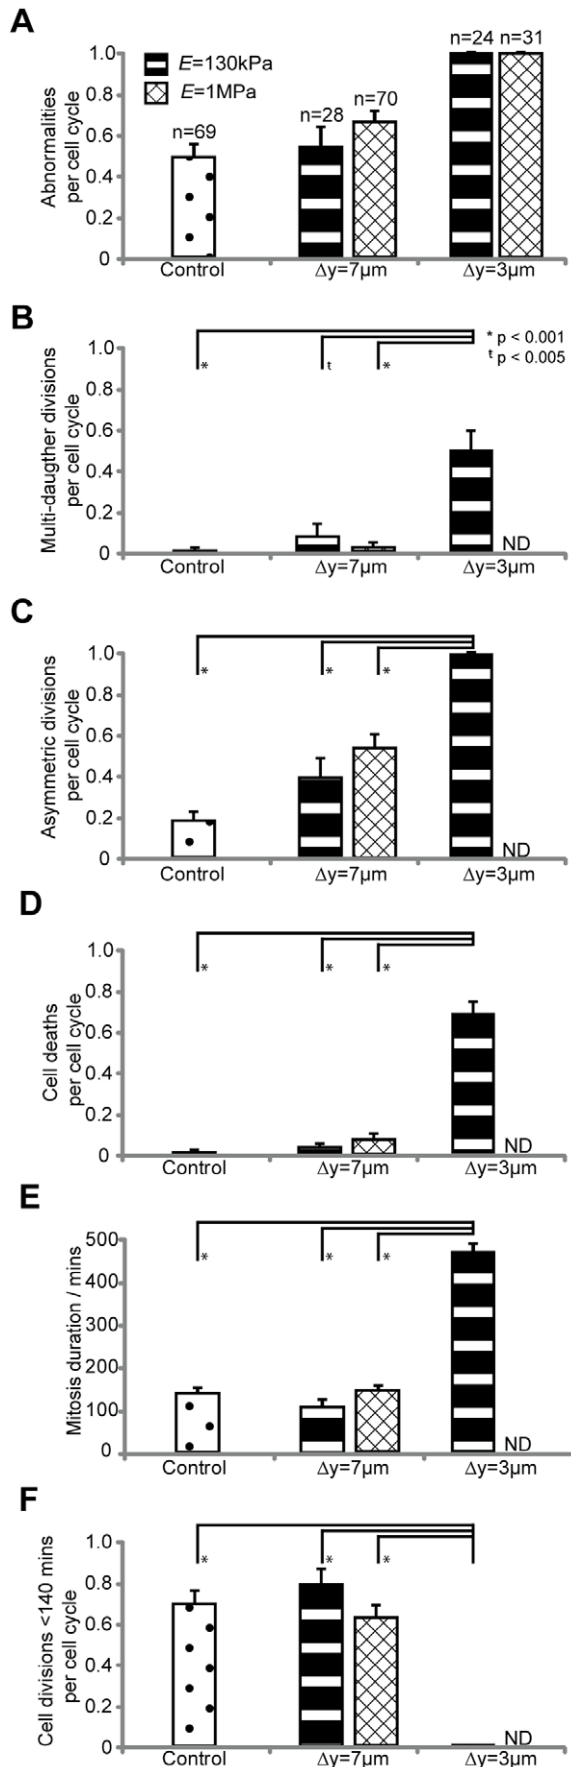 A
n=24 n=31
1.0
E=130kPa
E=1MPa
0.8
n=28
n=70
n=69
0.6
0.4
0.2
0
Abnormalities
per cell cycle
Control
Δy=7µm
Δy=3µm
B
* p < 0.001
t p < 0.005
1.0
* t *
0.8
0.6
0.4
0.2
0
Multi-daugther divisions
per cell cycle
ND
Control
Δy=7µm
Δy=3µm
C
1.0
* * *
0.8
0.6
0.4
0.2
0
Asymmetric divisions
per cell cycle
ND
Control
Δy=7µm
Δy=3µm
D
1.0
* * *
0.8
0.6
0.4
0.2
0
Cell deaths
per cell cycle
ND
Control
Δy=7µm
Δy=3µm
E
500
* * *
400
300
200
100
0
Mitosis duration / mins
ND
Control
Δy=7µm
Δy=3µm
F
1.0
* * *
0.8
0.6
0.4
0.2
0
Cell divisions <140 mins
per cell cycle
ND
Control
Δy=7µm
Δy=3µm